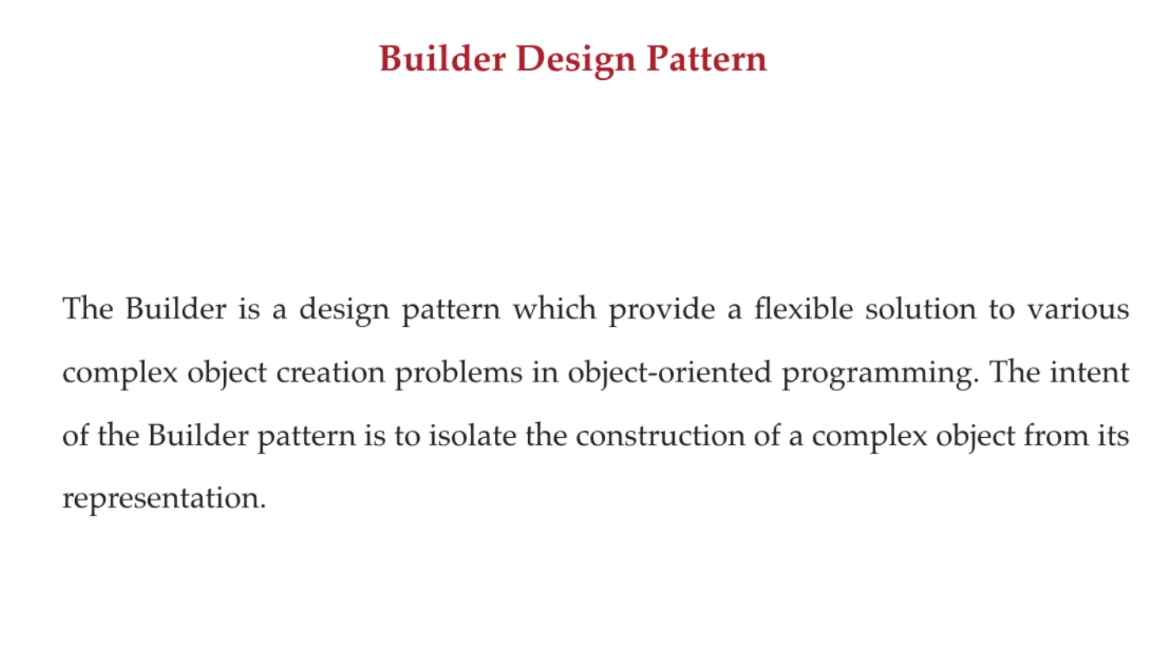 Builder Design Pattern
The Builder is a design pattern which provide a flexible solution to various
complex object creation problems in object-oriented programming. The intent
of the Builder pattern is to isolate the construction of a complex object from its
representation.